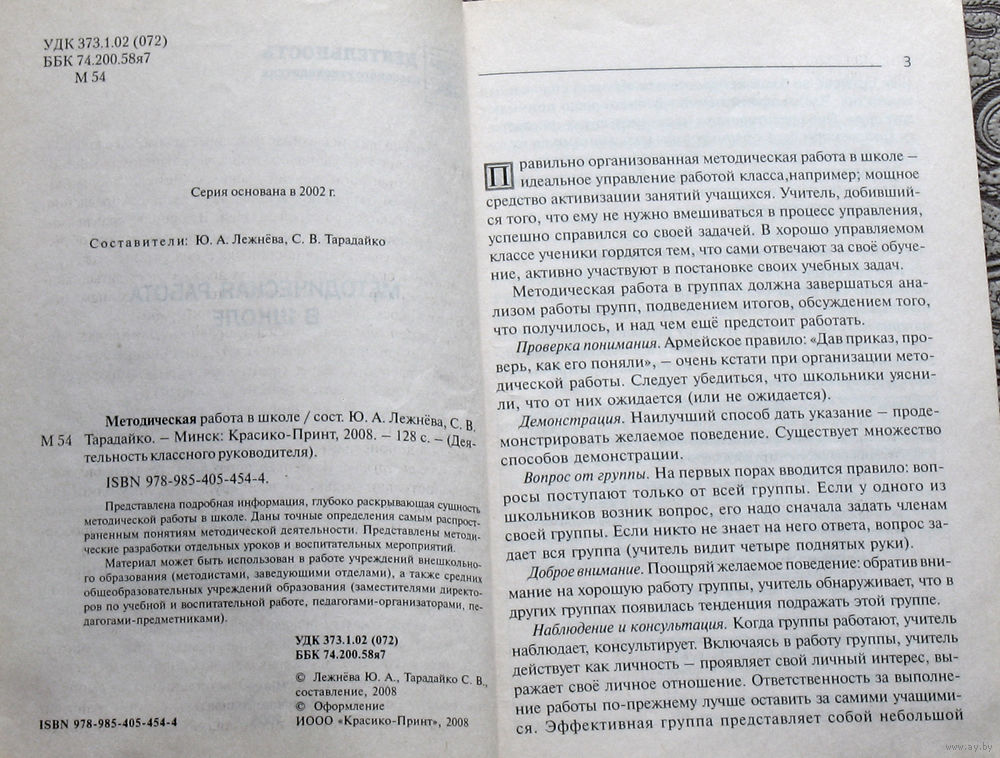 УДК 373.1.02 (072)
ББК 74.200.58я7
М 54
Серия основана в 2002 г.
Составители: Ю. А. Лежнёва, С. В. Тарадайко
Методическая работа в школе / сост. Ю. А. Лежнёва, С. В.
М 54 Тарадайко. – Минск: Красико-Принт, 2008. – 128 с. – (Дея-
тельность классного руководителя).
ISBN 978-985-405-454-4.
Представлена подробная информация, глубоко раскрывающая сущность
методической работы в школе. Даны точные определения самым распрост-
раненным понятиям методической деятельности. Представлены методи-
ческие разработки отдельных уроков и воспитательных мероприятий.
Материал может быть использован в работе учреждений внешкольно-
го образования (методистами, заведующими отделами), а также средних
общеобразовательных учреждений образования (заместителями директо-
ров по учебной и воспитательной работе, педагогами-организаторами, пе-
дагогами-предметниками).
УДК 373.1.02 (072)
ББК 74.200.58я7
© Лежнёва Ю. А., Тарадайко С. В.,
составление, 2008
© Оформление
ИООО «Красико-Принт», 2008
ISBN 978-985-405-454-4
3
Правильно организованная методическая работа в школе –
идеальное управление работой класса,например; мощное
средство активизации занятий учащихся. Учитель, добивший-
ся того, что ему не нужно вмешиваться в процесс управления,
успешно справился со своей задачей. В хорошо управляемом
классе ученики гордятся тем, что сами отвечают за своё обуче-
ние, активно участвуют в постановке своих учебных задач.
Методическая работа в группах должна завершаться ана-
лизом работы групп, подведением итогов, обсуждением того,
что получилось, и над чем ещё предстоит работать.
Проверка понимания. Армейское правило: «Дав приказ, про-
верь, как его поняли», – очень кстати при организации мето-
дической работы. Следует убедиться, что школьники уясни-
ли, что от них ожидается (или не ожидается).
Демонстрация. Наилучший способ дать указание – проде-
монстрировать желаемое поведение. Существует множество
способов демонстрации.
Вопрос от группы. На первых порах вводится правило: воп-
росы поступают только от всей группы. Если у одного из
школьников возник вопрос, его надо сначала задать членам
своей группы. Если никто не знает на него ответа, вопрос за-
дает вся группа (учитель видит четыре поднятых руки).
Доброе внимание. Поощряй желаемое поведение: обратив вни-
мание на хорошую работу группы, учитель обнаруживает, что в
других группах появилась тенденция подражать этой группе.
Наблюдение и консультация. Когда группы работают, учитель
наблюдает, консультирует. Включаясь в работу группы, учитель
действует как личность – проявляет свой личный интерес, вы-
ражает своё личное отношение. Ответственность за выполне-
ние работы по-прежнему лучше оставить за самими учащими-
ся. Эффективная группа представляет собой небольшой
www.ay.by